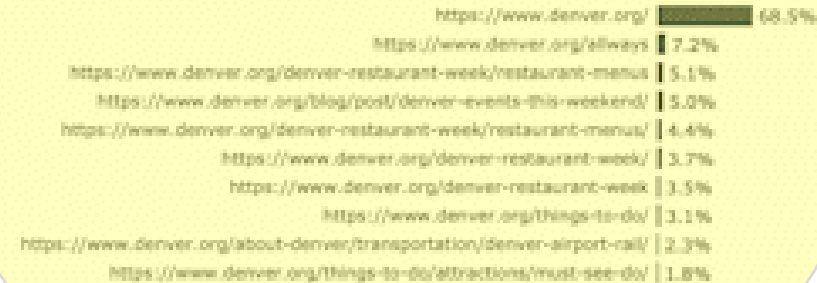 https://www.denver.org/ 68.5%
https://www.denver.org/allways 7.2%
https://www.denver.org/denver-restaurant-week/restaurant-menus 5.1%
https://www.denver.org/blog/post/denver-events-this-weekend/ 5.0%
https://www.denver.org/denver-restaurant-week/restaurant-menus/ 4.4%
https://www.denver.org/denver-restaurant-week/ 3.7%
https://www.denver.org/denver-restaurant-week 3.5%
https://www.denver.org/things-to-do/ 3.1%
https://www.denver.org/about-denver/transportation/denver-airport-rail/ 2.3%
https://www.denver.org/things-to-do/attractions/must-see-do/ 1.8%